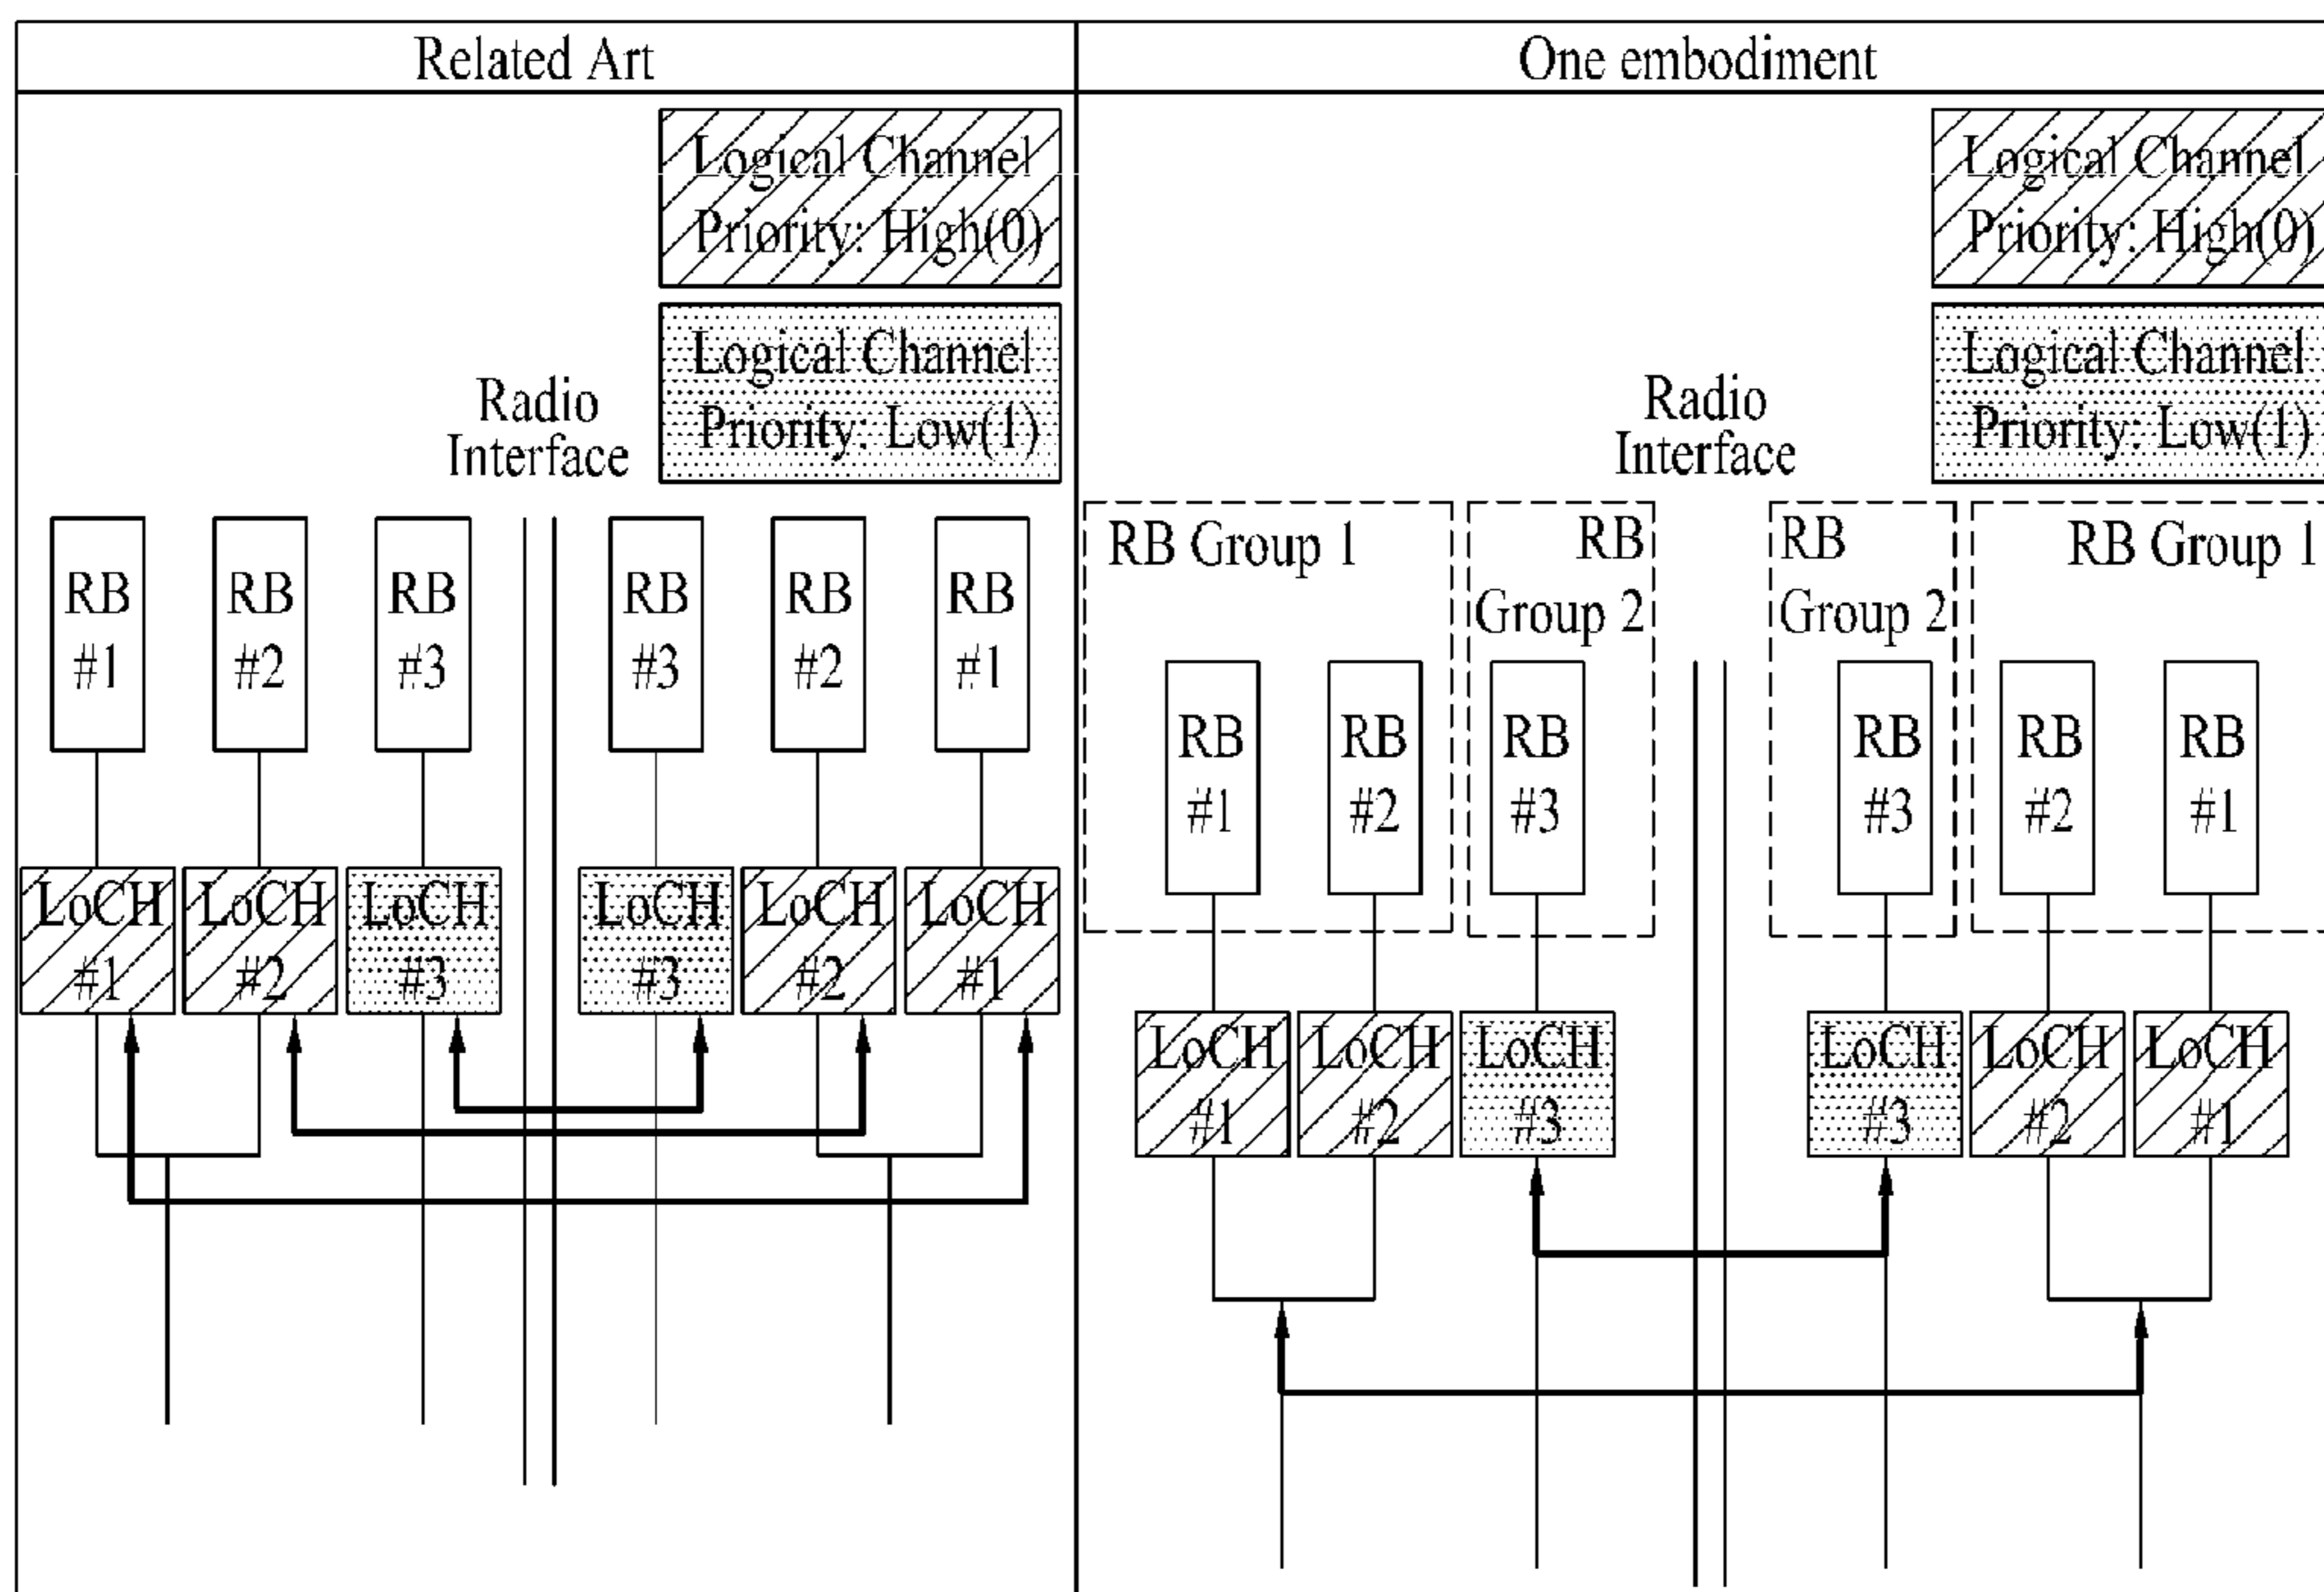 Related Art
One embodiment
Logical Channel
Priority: High(0)
Logical Channel
Priority: Low(1)
Radio
Interface
RB
#1
RB
#2
RB
#3
RB
#3
RB
#2
RB
#1
LoCH
#1
LoCH
#2
LoCH
#3
LoCH
#3
LoCH
#2
LoCH
#1
Logical Channel
Priority: High(0)
Logical Channel
Priority: Low(1)
Radio
Interface
RB Group 1
RB
Group 2
RB
Group 2
RB Group 1
RB
#1
RB
#2
RB
#3
RB
#3
RB
#2
RB
#1
LoCH
#1
LoCH
#2
LoCH
#3
LoCH
#3
LoCH
#2
LoCH
#1